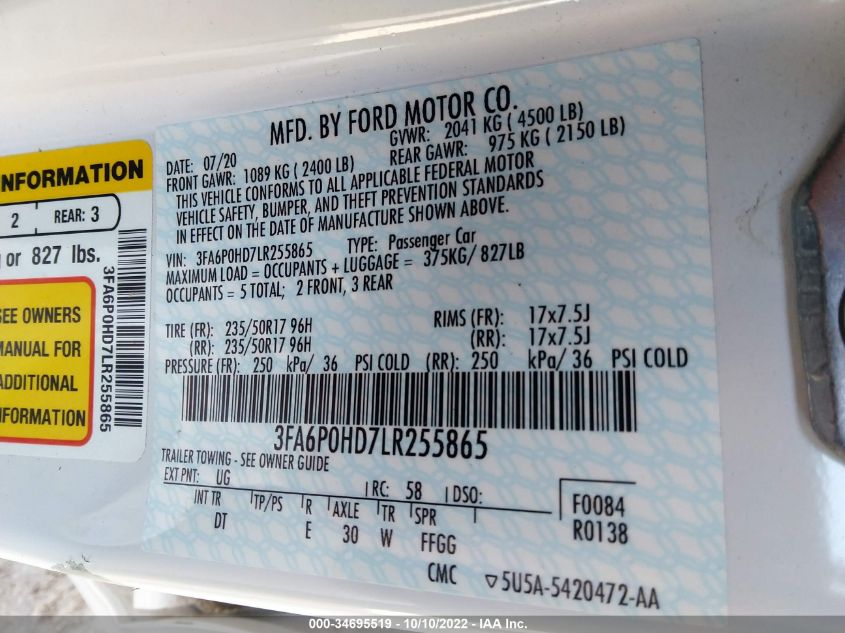 MFD. BY FORD MOTOR CO.
DATE: 07/20 GVWR: 2041 KG ( 4500 LB)
FRONT GAWR: 1089 KG ( 2400 LB) REAR GAWR: 975 KG ( 2150 LB)
THIS VEHICLE CONFORMS TO ALL APPLICABLE FEDERAL MOTOR
VEHICLE SAFETY, BUMPER, AND THEFT PREVENTION STANDARDS
IN EFFECT ON THE DATE OF MANUFACTURE SHOWN ABOVE.
VIN: 3FA6P0HD7LR255865 TYPE: Passenger Car
MAXIMUM LOAD = OCCUPANTS + LUGGAGE = 375KG/ 827LB
OCCUPANTS = 5 TOTAL; 2 FRONT, 3 REAR
TIRE (FR): 235/50R17 96H RIMS (FR): 17x7.5J
(RR): 235/50R17 96H (RR): 17x7.5J
PRESSURE (FR): 250 kPa/ 36 PSI COLD (RR): 250 kPa/ 36 PSI COLD
3FA6P0HD7LR255865
TRAILER TOWING - SEE OWNER GUIDE
EXT PNT: UG RC: 58 DSO:
INT TR TP/PS R AXLE TR SPR
DT E 30 W FFGG
F0084
R0138
CMC ▽5U5A-5420472-AA
INFORMATION
2 REAR: 3
or 827 lbs.
SEE OWNERS
MANUAL FOR
ADDITIONAL
INFORMATION
3FA6P0HD7LR255865
000-34695519 - 10/10/2022 - IAA Inc.